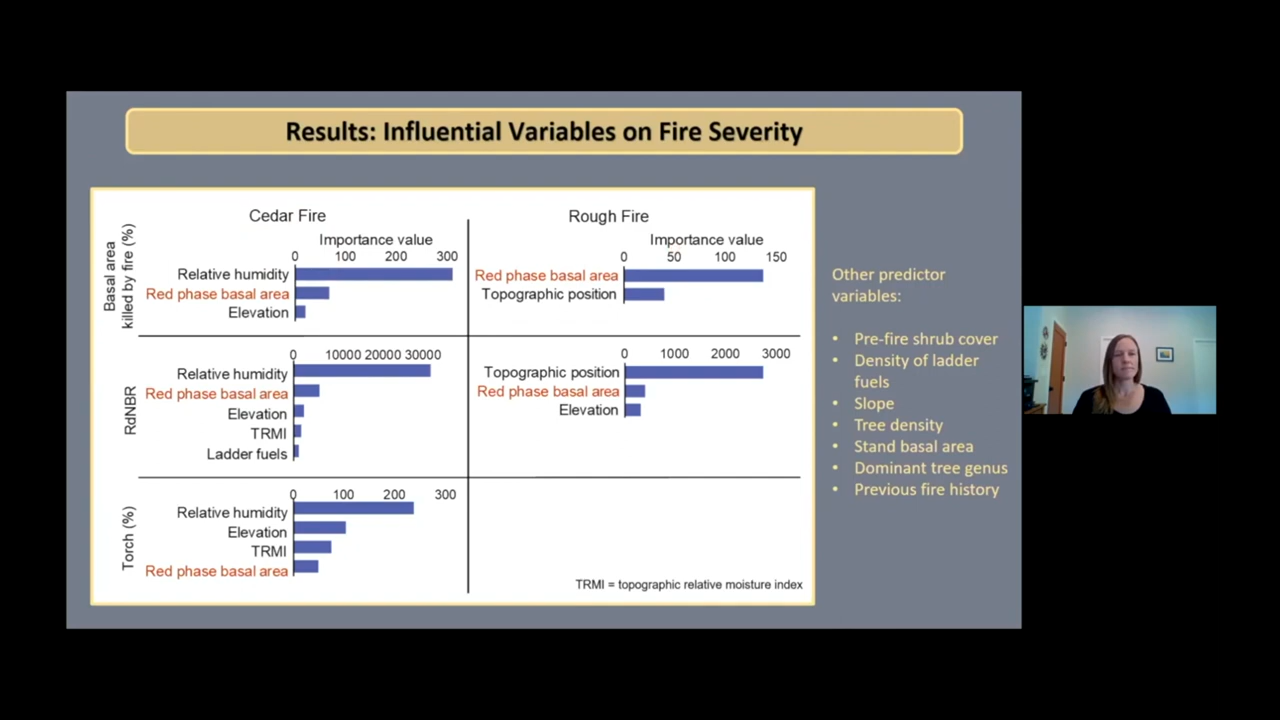 Results: Influential Variables on Fire Severity
Cedar Fire
Rough Fire
Basal area
killed by fire (%)
Importance value
0 100 200 300
Relative humidity
Red phase basal area
Elevation
Importance value
0 50 100 150
Red phase basal area
Topographic position
RdNBR
0 10000 20000 30000
Relative humidity
Red phase basal area
Elevation
TRMI
Ladder fuels
0 1000 2000 3000
Topographic position
Red phase basal area
Elevation
Torch (%)
0 100 200 300
Relative humidity
Elevation
TRMI
Red phase basal area
TRMI = topographic relative moisture index
Other predictor
variables:
• Pre-fire shrub cover
• Density of ladder
fuels
• Slope
• Tree density
• Stand basal area
• Dominant tree genus
• Previous fire history